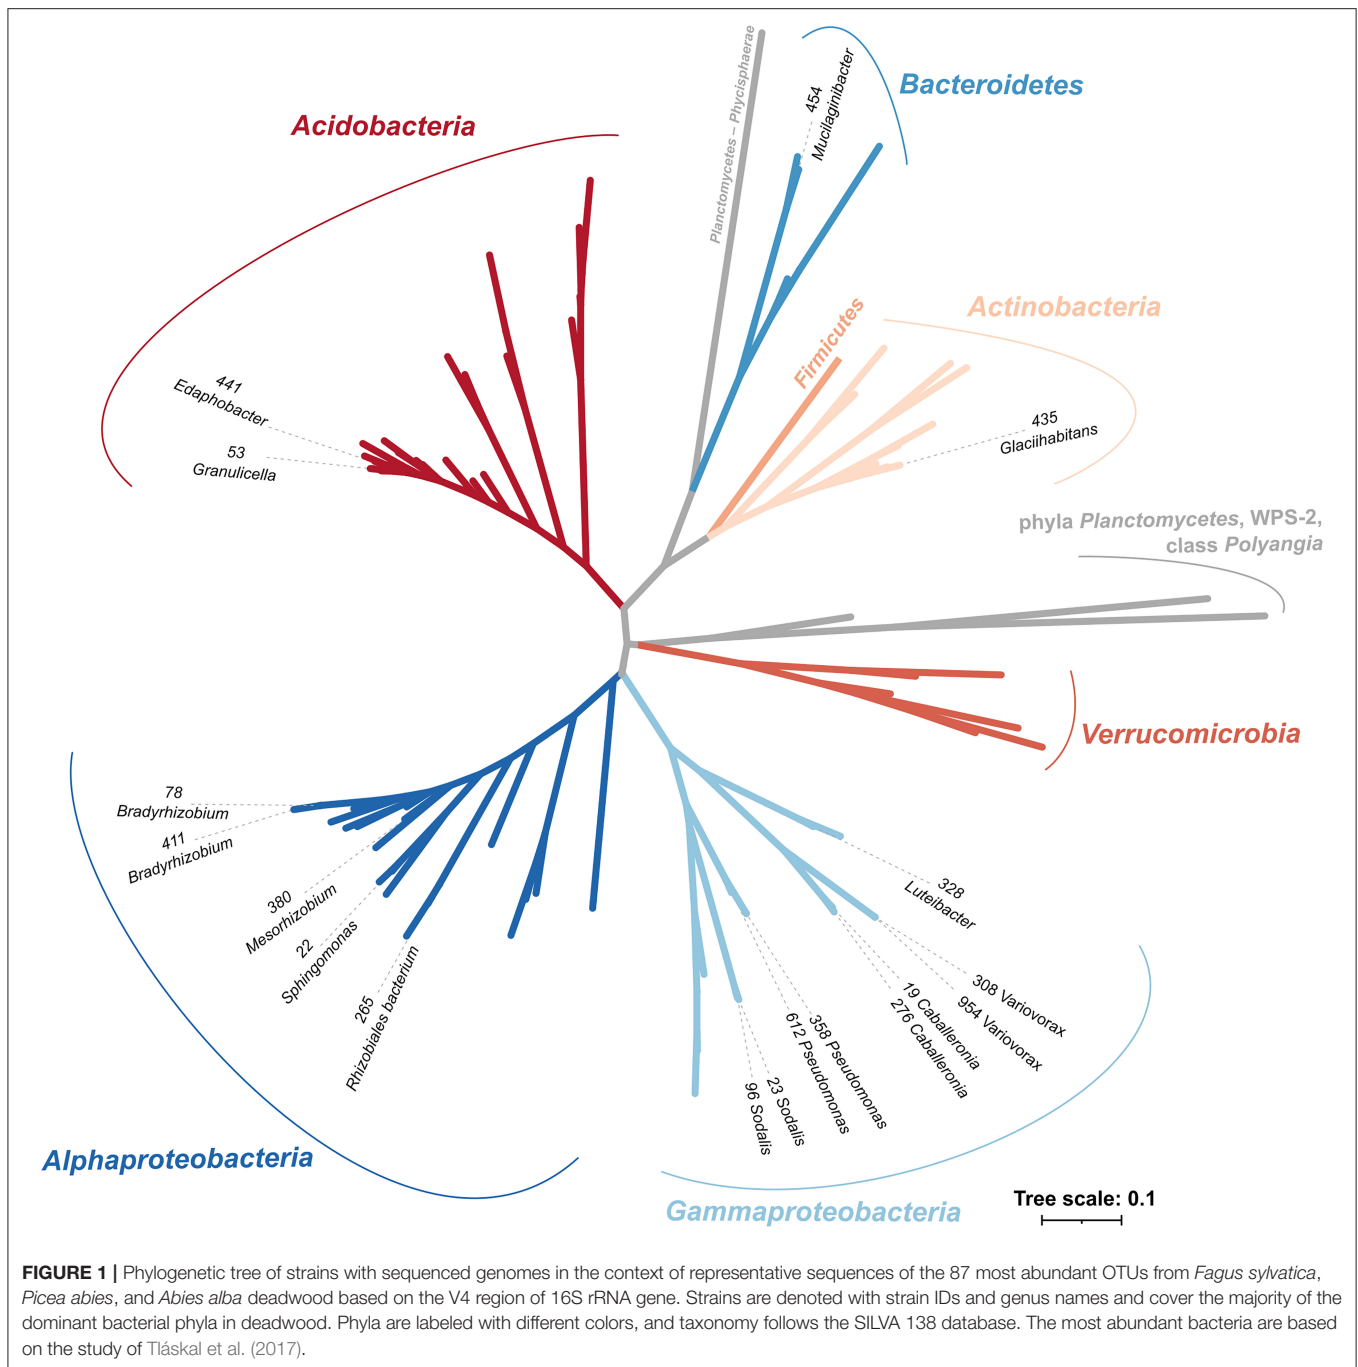 Planctomycetes – Phycisphaerae
454
Mucilaginibacter
Bacteroidetes
Acidobacteria
Actinobacteria
Firmicutes
441
Edaphobacter
53
Granulicella
435
Glaciihabitans
phyla Planctomycetes, WPS-2,
class Polyangia
Verrucomicrobia
78
Bradyrhizobium
411
Bradyrhizobium
380
Mesorhizobium
22
Sphingomonas
265
Rhizobiales bacterium
328
Luteibacter
308 Variovorax
954 Variovorax
19 Caballeronia
276 Caballeronia
358 Pseudomonas
612 Pseudomonas
23 Sodalis
96 Sodalis
Alphaproteobacteria
Gammaproteobacteria
Tree scale: 0.1
FIGURE 1 | Phylogenetic tree of strains with sequenced genomes in the context of representative sequences of the 87 most abundant OTUs from Fagus sylvatica,
Picea abies, and Abies alba deadwood based on the V4 region of 16S rRNA gene. Strains are denoted with strain IDs and genus names and cover the majority of the
dominant bacterial phyla in deadwood. Phyla are labeled with different colors, and taxonomy follows the SILVA 138 database. The most abundant bacteria are based
on the study of Tláskal et al. (2017).